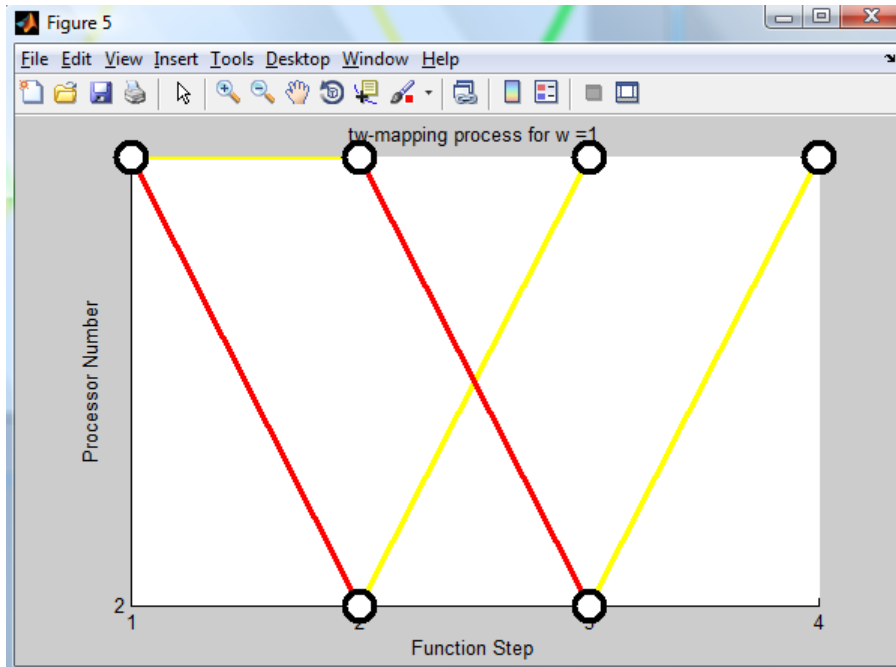 Figure 5
File Edit View Insert Tools Desktop Window Help
tw-mapping process for w =1
Processor Number
2
1 2 3 4
Function Step